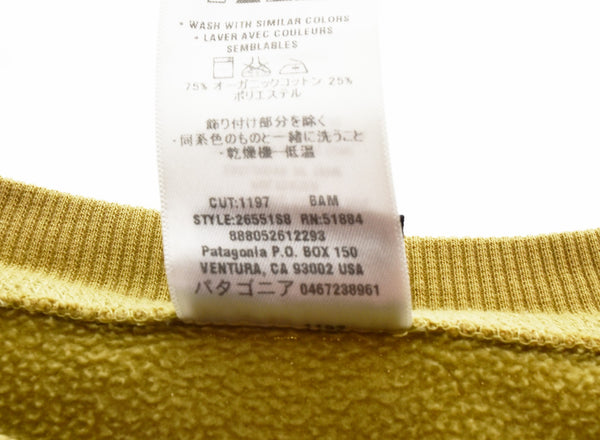 • WASH WITH SIMILAR COLORS
• LAVER AVEC COULEURS
SEMBLABLES
75% オーガニックコットン 25%
ポリエステル
飾り付け部分を除く
・同系色のものと一緒に洗うこと
・乾燥機－低温
CUT:1197 BAM
STYLE:26551S8 RN:51884
888052612293
Patagonia P.O. BOX 150
VENTURA, CA 93002 USA
パタゴニア 0467238961
1197